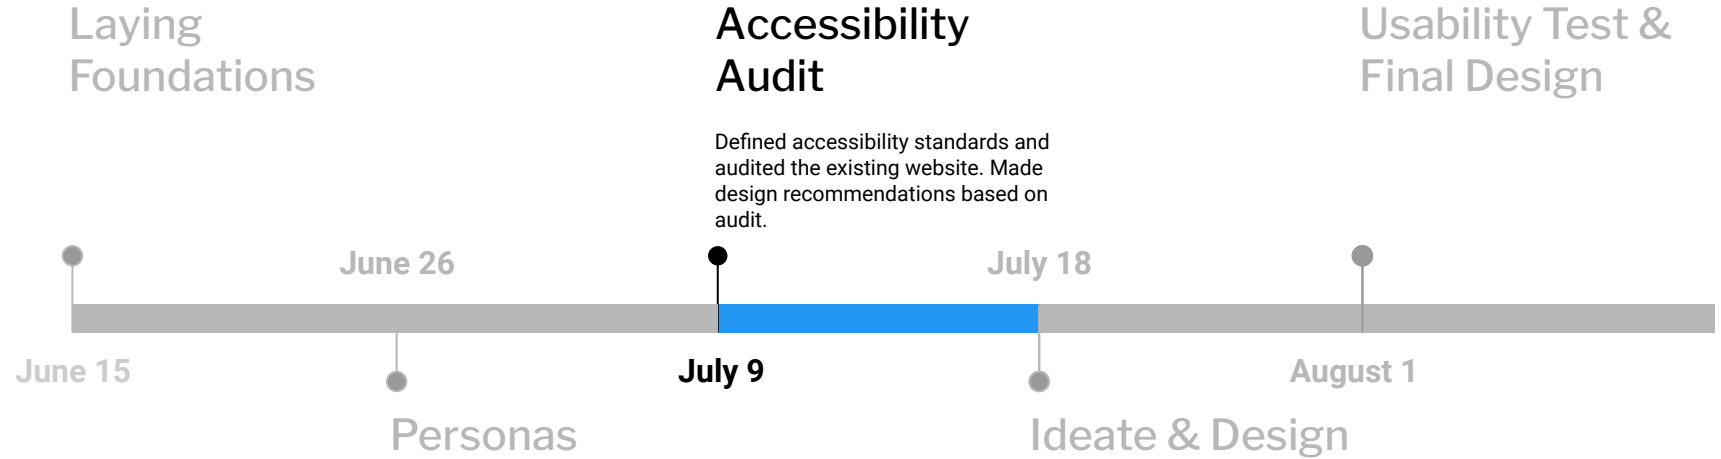 Laying
Foundations
Accessibility
Audit
Usability Test &
Final Design
Defined accessibility standards and
audited the existing website. Made
design recommendations based on
audit.
June 26
July 18
June 15
July 9
August 1
Personas
Ideate & Design